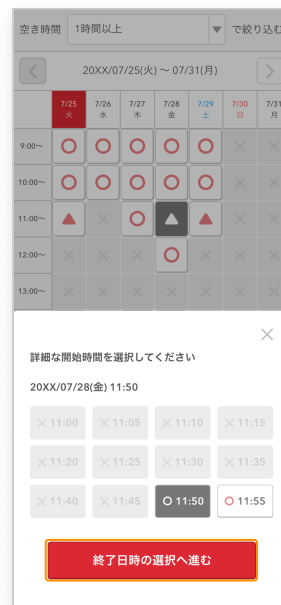 空き時間 1時間以上 ▼ で絞り込む
20XX/07/25(火) ~ 07/31(月)
7/25 7/26 7/27 7/28 7/29 7/30 7/31
火 水 木 金 土 日 月
9:00~
10:00~
11:00~
12:00~
13:00~
詳細な開始時間を選択してください
20XX/07/28(金) 11:50
× 11:00 × 11:05 × 11:10 × 11:15
× 11:20 × 11:25 × 11:30 × 11:35
× 11:40 × 11:45 ○ 11:50 ○ 11:55
終了日時の選択へ進む